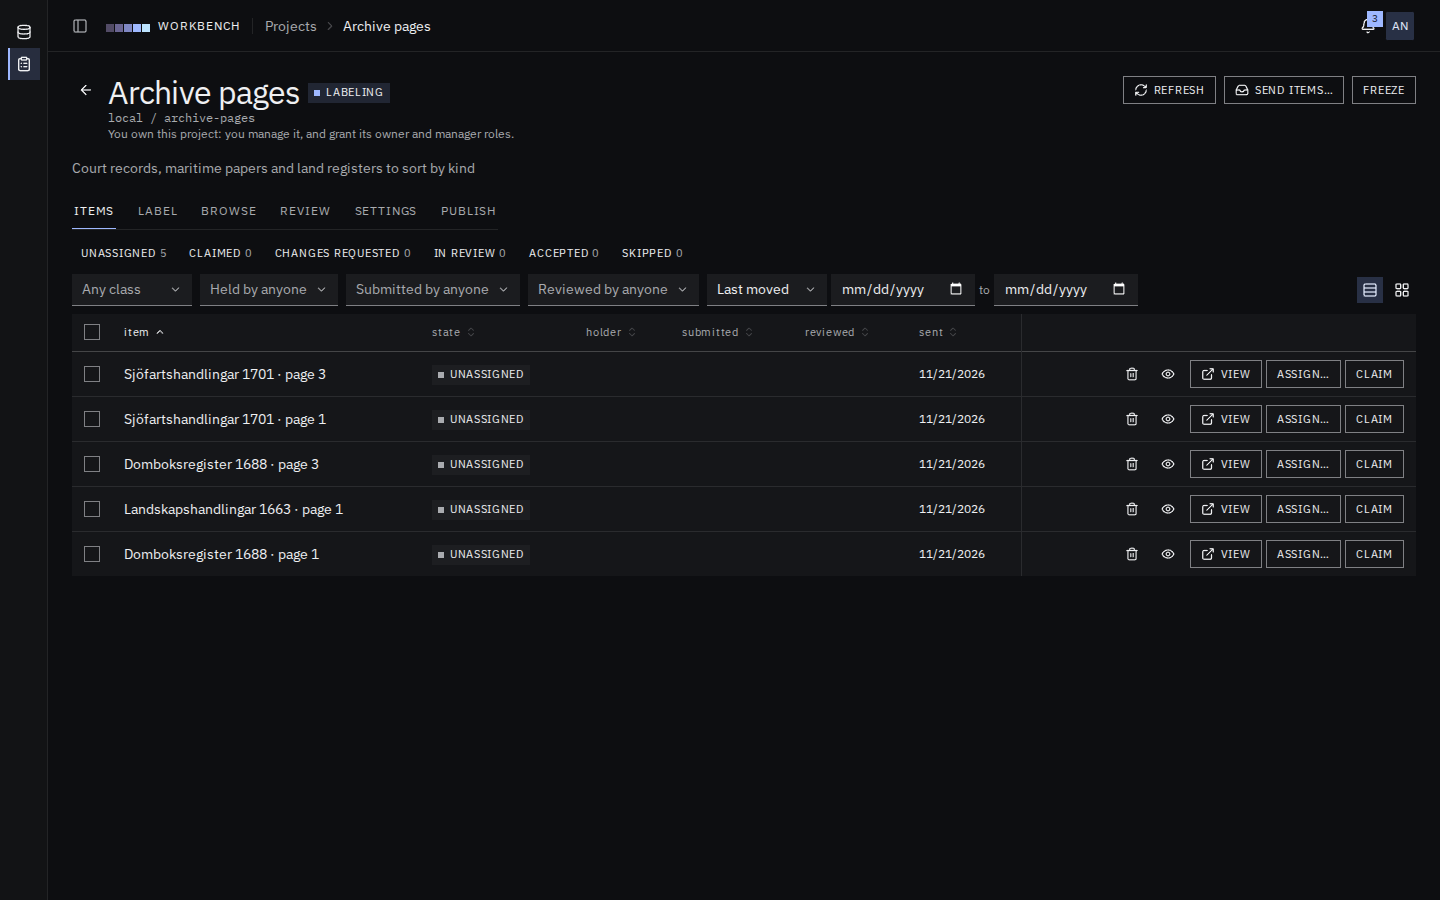 WORKBENCH Projects Archive pages 3 AN
Archive pages LABELING REFRESH SEND ITEMS... FREEZE
local / archive-pages
You own this project: you manage it, and grant its owner and manager roles.
Court records, maritime papers and land registers to sort by kind
ITEMS LABEL BROWSE REVIEW SETTINGS PUBLISH
UNASSIGNED 5 CLAIMED 0 CHANGES REQUESTED 0 IN REVIEW 0 ACCEPTED 0 SKIPPED 0
Any class Held by anyone Submitted by anyone Reviewed by anyone Last moved mm/dd/yyyy to mm/dd/yyyy
item state holder submitted reviewed sent
Sjöfartshandlingar 1701 · page 3 UNASSIGNED 11/21/2026 VIEW ASSIGN... CLAIM
Sjöfartshandlingar 1701 · page 1 UNASSIGNED 11/21/2026 VIEW ASSIGN... CLAIM
Domboksregister 1688 · page 3 UNASSIGNED 11/21/2026 VIEW ASSIGN... CLAIM
Landskapshandlingar 1663 · page 1 UNASSIGNED 11/21/2026 VIEW ASSIGN... CLAIM
Domboksregister 1688 · page 1 UNASSIGNED 11/21/2026 VIEW ASSIGN... CLAIM